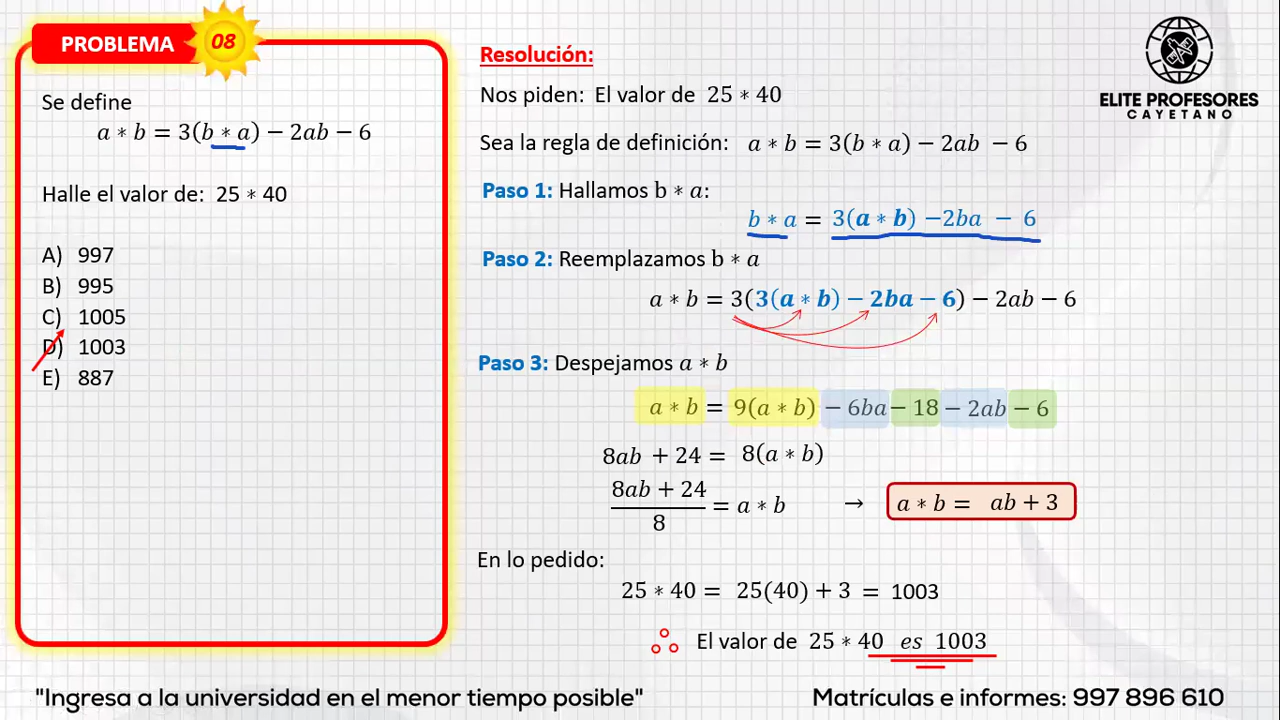 PROBLEMA 08
Se define
a * b = 3(b * a) − 2ab − 6
Halle el valor de: 25 * 40
A) 997
B) 995
C) 1005
D) 1003
E) 887
Resolución:
Nos piden: El valor de 25 * 40
Sea la regla de definición: a * b = 3(b * a) − 2ab − 6
Paso 1: Hallamos b * a:
b * a = 3(a * b) −2ba − 6
Paso 2: Reemplazamos b * a
a * b = 3(3(a * b) − 2ba − 6) − 2ab − 6
Paso 3: Despejamos a * b
a * b = 9(a * b) − 6ba − 18 − 2ab − 6
8ab + 24 = 8(a * b)
(8ab + 24)/8 = a * b → a * b = ab + 3
En lo pedido:
25 * 40 = 25(40) + 3 = 1003
∴ El valor de 25 * 40 es 1003
ELITE PROFESORES
CAYETANO
"Ingresa a la universidad en el menor tiempo posible"
Matrículas e informes: 997 896 610